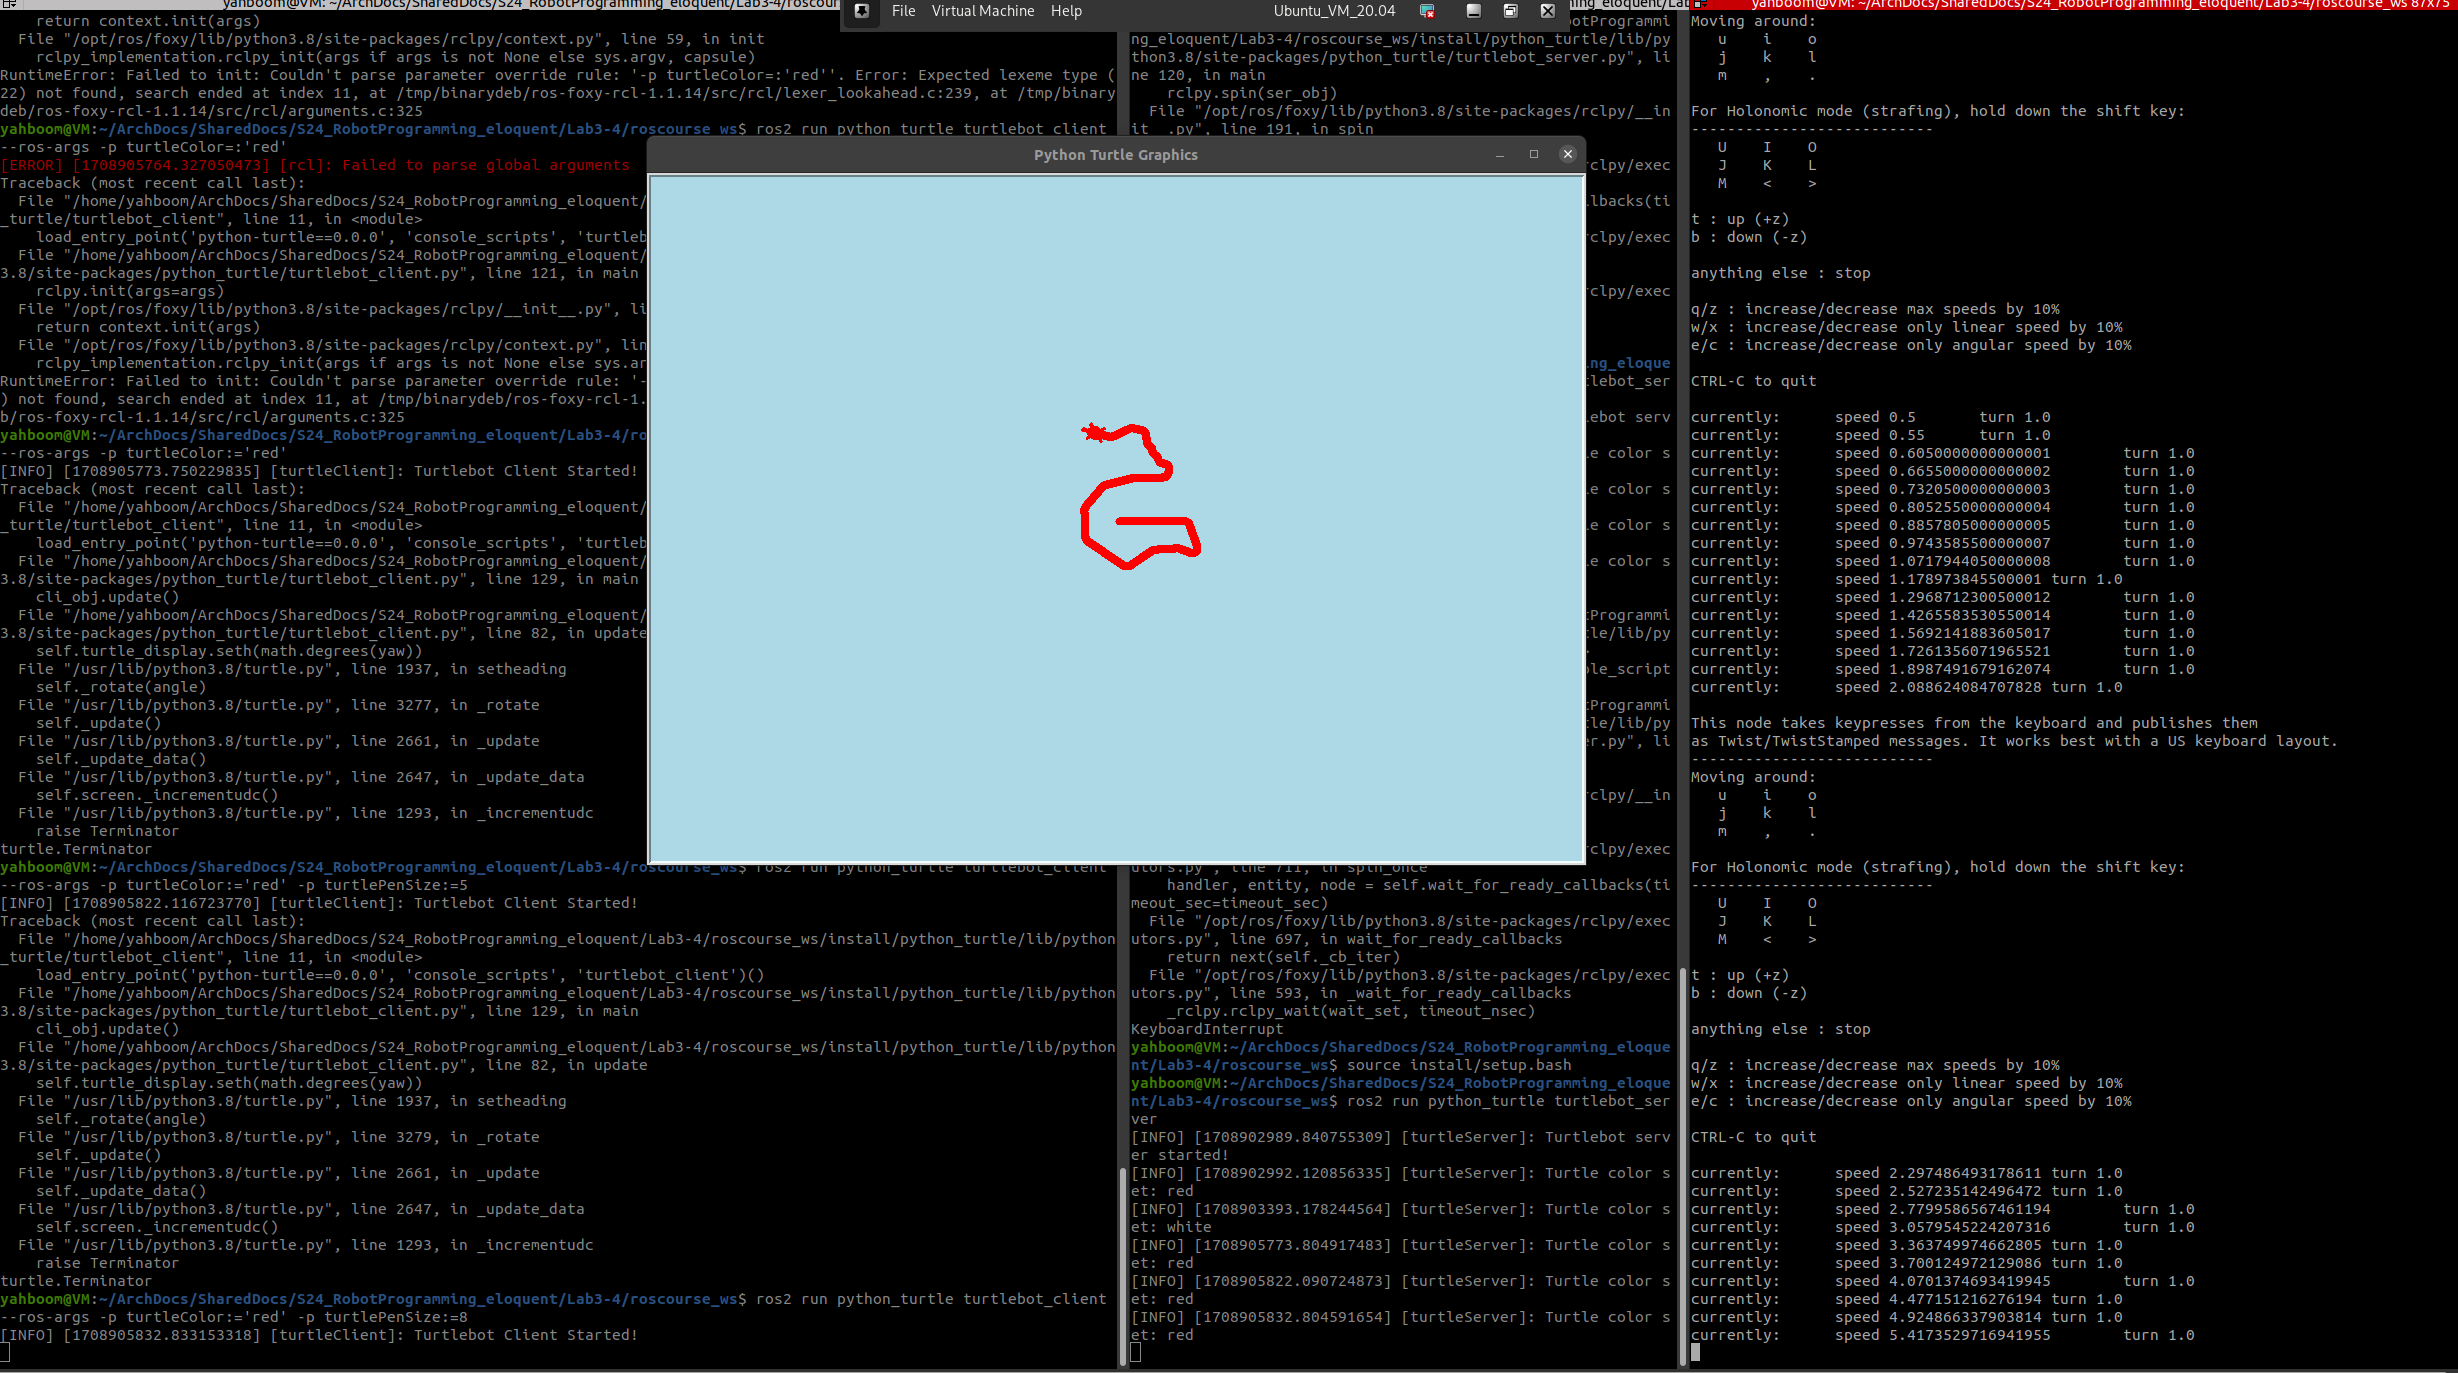 yahboom@VM: ~/ArchDocs/SharedDocs/S24_RobotProgramming_eloquent/Lab3-4/roscour
File Virtual Machine Help
Ubuntu_VM_20.04
yahboom@VM: ~/ArchDocs/SharedDocs/S24_RobotProgramming_eloquent/Lab3-4/roscourse_ws 87x75
    return context.init(args)
  File "/opt/ros/foxy/lib/python3.8/site-packages/rclpy/context.py", line 59, in init
    rclpy_implementation.rclpy_init(args if args is not None else sys.argv, capsule)
RuntimeError: Failed to init: Couldn't parse parameter override rule: '-p turtleColor=:'red''. Error: Expected lexeme type (
22) not found, search ended at index 11, at /tmp/binarydeb/ros-foxy-rcl-1.1.14/src/rcl/lexer_lookahead.c:239, at /tmp/binary
deb/ros-foxy-rcl-1.1.14/src/rcl/arguments.c:325
yahboom@VM:~/ArchDocs/SharedDocs/S24_RobotProgramming_eloquent/Lab3-4/roscourse_ws$ ros2 run python_turtle turtlebot_client
--ros-args -p turtleColor=:'red'
[ERROR] [1708905764.327050473] [rcl]: Failed to parse global arguments
Traceback (most recent call last):
  File "/home/yahboom/ArchDocs/SharedDocs/S24_RobotProgramming_eloquent/
_turtle/turtlebot_client", line 11, in <module>
    load_entry_point('python-turtle==0.0.0', 'console_scripts', 'turtleb
  File "/home/yahboom/ArchDocs/SharedDocs/S24_RobotProgramming_eloquent/
3.8/site-packages/python_turtle/turtlebot_client.py", line 121, in main
    rclpy.init(args=args)
  File "/opt/ros/foxy/lib/python3.8/site-packages/rclpy/__init__.py", li
    return context.init(args)
  File "/opt/ros/foxy/lib/python3.8/site-packages/rclpy/context.py", lin
    rclpy_implementation.rclpy_init(args if args is not None else sys.ar
RuntimeError: Failed to init: Couldn't parse parameter override rule: '-
) not found, search ended at index 11, at /tmp/binarydeb/ros-foxy-rcl-1.
b/ros-foxy-rcl-1.1.14/src/rcl/arguments.c:325
yahboom@VM:~/ArchDocs/SharedDocs/S24_RobotProgramming_eloquent/Lab3-4/ro
--ros-args -p turtleColor:='red'
[INFO] [1708905773.750229835] [turtleClient]: Turtlebot Client Started!
Traceback (most recent call last):
  File "/home/yahboom/ArchDocs/SharedDocs/S24_RobotProgramming_eloquent/
_turtle/turtlebot_client", line 11, in <module>
    load_entry_point('python-turtle==0.0.0', 'console_scripts', 'turtleb
  File "/home/yahboom/ArchDocs/SharedDocs/S24_RobotProgramming_eloquent/
3.8/site-packages/python_turtle/turtlebot_client.py", line 129, in main
    cli_obj.update()
  File "/home/yahboom/ArchDocs/SharedDocs/S24_RobotProgramming_eloquent/
3.8/site-packages/python_turtle/turtlebot_client.py", line 82, in update
    self.turtle_display.seth(math.degrees(yaw))
  File "/usr/lib/python3.8/turtle.py", line 1937, in setheading
    self._rotate(angle)
  File "/usr/lib/python3.8/turtle.py", line 3277, in _rotate
    self._update()
  File "/usr/lib/python3.8/turtle.py", line 2661, in _update
    self._update_data()
  File "/usr/lib/python3.8/turtle.py", line 2647, in _update_data
    self.screen._incrementudc()
  File "/usr/lib/python3.8/turtle.py", line 1293, in _incrementudc
    raise Terminator
turtle.Terminator
yahboom@VM:~/ArchDocs/SharedDocs/S24_RobotProgramming_eloquent/Lab3-4/roscourse_ws$ ros2 run python_turtle turtlebot_client
--ros-args -p turtleColor:='red' -p turtlePenSize:=5
[INFO] [1708905822.116723770] [turtleClient]: Turtlebot Client Started!
Traceback (most recent call last):
  File "/home/yahboom/ArchDocs/SharedDocs/S24_RobotProgramming_eloquent/Lab3-4/roscourse_ws/install/python_turtle/lib/python
_turtle/turtlebot_client", line 11, in <module>
    load_entry_point('python-turtle==0.0.0', 'console_scripts', 'turtlebot_client')()
  File "/home/yahboom/ArchDocs/SharedDocs/S24_RobotProgramming_eloquent/Lab3-4/roscourse_ws/install/python_turtle/lib/python
3.8/site-packages/python_turtle/turtlebot_client.py", line 129, in main
    cli_obj.update()
  File "/home/yahboom/ArchDocs/SharedDocs/S24_RobotProgramming_eloquent/Lab3-4/roscourse_ws/install/python_turtle/lib/python
3.8/site-packages/python_turtle/turtlebot_client.py", line 82, in update
    self.turtle_display.seth(math.degrees(yaw))
  File "/usr/lib/python3.8/turtle.py", line 1937, in setheading
    self._rotate(angle)
  File "/usr/lib/python3.8/turtle.py", line 3279, in _rotate
    self._update()
  File "/usr/lib/python3.8/turtle.py", line 2661, in _update
    self._update_data()
  File "/usr/lib/python3.8/turtle.py", line 2647, in _update_data
    self.screen._incrementudc()
  File "/usr/lib/python3.8/turtle.py", line 1293, in _incrementudc
    raise Terminator
turtle.Terminator
yahboom@VM:~/ArchDocs/SharedDocs/S24_RobotProgramming_eloquent/Lab3-4/roscourse_ws$ ros2 run python_turtle turtlebot_client
--ros-args -p turtleColor:='red' -p turtlePenSize:=8
[INFO] [1708905832.833153318] [turtleClient]: Turtlebot Client Started!
Python Turtle Graphics
otProgrammi
ng_eloquent/Lab3-4/roscourse_ws/install/python_turtle/lib/py
thon3.8/site-packages/python_turtle/turtlebot_server.py", li
ne 120, in main
    rclpy.spin(ser_obj)
  File "/opt/ros/foxy/lib/python3.8/site-packages/rclpy/__in
it__.py", line 191, in spin
rclpy/exec
lbacks(ti
rclpy/exec
rclpy/exec
ng_eloque
tlebot_ser
ebot serv
e color s
e color s
e color s
e color s
tProgrammi
tle/lib/py
ole_script
tProgrammi
tle/lib/py
er.py", li
rclpy/__in
rclpy/exec
utors.py", line 711, in spin_once
    handler, entity, node = self.wait_for_ready_callbacks(ti
meout_sec=timeout_sec)
  File "/opt/ros/foxy/lib/python3.8/site-packages/rclpy/exec
utors.py", line 697, in wait_for_ready_callbacks
    return next(self._cb_iter)
  File "/opt/ros/foxy/lib/python3.8/site-packages/rclpy/exec
utors.py", line 593, in _wait_for_ready_callbacks
    _rclpy.rclpy_wait(wait_set, timeout_nsec)
KeyboardInterrupt
yahboom@VM:~/ArchDocs/SharedDocs/S24_RobotProgramming_eloque
nt/Lab3-4/roscourse_ws$ source install/setup.bash
yahboom@VM:~/ArchDocs/SharedDocs/S24_RobotProgramming_eloque
nt/Lab3-4/roscourse_ws$ ros2 run python_turtle turtlebot_ser
ver
[INFO] [1708902989.840755309] [turtleServer]: Turtlebot serv
er started!
[INFO] [1708902992.120856335] [turtleServer]: Turtle color s
et: red
[INFO] [1708903393.178244564] [turtleServer]: Turtle color s
et: white
[INFO] [1708905773.804917483] [turtleServer]: Turtle color s
et: red
[INFO] [1708905822.090724873] [turtleServer]: Turtle color s
et: red
[INFO] [1708905832.804591654] [turtleServer]: Turtle color s
et: red
Moving around:
   u    i    o
   j    k    l
   m    ,    .
For Holonomic mode (strafing), hold down the shift key:
---------------------------
   U    I    O
   J    K    L
   M    <    >
t : up (+z)
b : down (-z)
anything else : stop
q/z : increase/decrease max speeds by 10%
w/x : increase/decrease only linear speed by 10%
e/c : increase/decrease only angular speed by 10%
CTRL-C to quit
currently:	speed 0.5	turn 1.0
currently:	speed 0.55	turn 1.0
currently:	speed 0.6050000000000001	turn 1.0
currently:	speed 0.6655000000000002	turn 1.0
currently:	speed 0.7320500000000003	turn 1.0
currently:	speed 0.8052550000000004	turn 1.0
currently:	speed 0.8857805000000005	turn 1.0
currently:	speed 0.9743585500000007	turn 1.0
currently:	speed 1.0717944050000008	turn 1.0
currently:	speed 1.178973845500001	turn 1.0
currently:	speed 1.2968712300500012	turn 1.0
currently:	speed 1.4265583530550014	turn 1.0
currently:	speed 1.5692141883605017	turn 1.0
currently:	speed 1.7261356071965521	turn 1.0
currently:	speed 1.8987491679162074	turn 1.0
currently:	speed 2.088624084707828	turn 1.0
This node takes keypresses from the keyboard and publishes them
as Twist/TwistStamped messages. It works best with a US keyboard layout.
---------------------------
Moving around:
   u    i    o
   j    k    l
   m    ,    .
For Holonomic mode (strafing), hold down the shift key:
---------------------------
   U    I    O
   J    K    L
   M    <    >
t : up (+z)
b : down (-z)
anything else : stop
q/z : increase/decrease max speeds by 10%
w/x : increase/decrease only linear speed by 10%
e/c : increase/decrease only angular speed by 10%
CTRL-C to quit
currently:	speed 2.297486493178611	turn 1.0
currently:	speed 2.527235142496472	turn 1.0
currently:	speed 2.7799586567461194	turn 1.0
currently:	speed 3.0579545224207316	turn 1.0
currently:	speed 3.363749974662805	turn 1.0
currently:	speed 3.700124972129086	turn 1.0
currently:	speed 4.0701374693419945	turn 1.0
currently:	speed 4.477151216276194	turn 1.0
currently:	speed 4.924866337903814	turn 1.0
currently:	speed 5.4173529716941955	turn 1.0